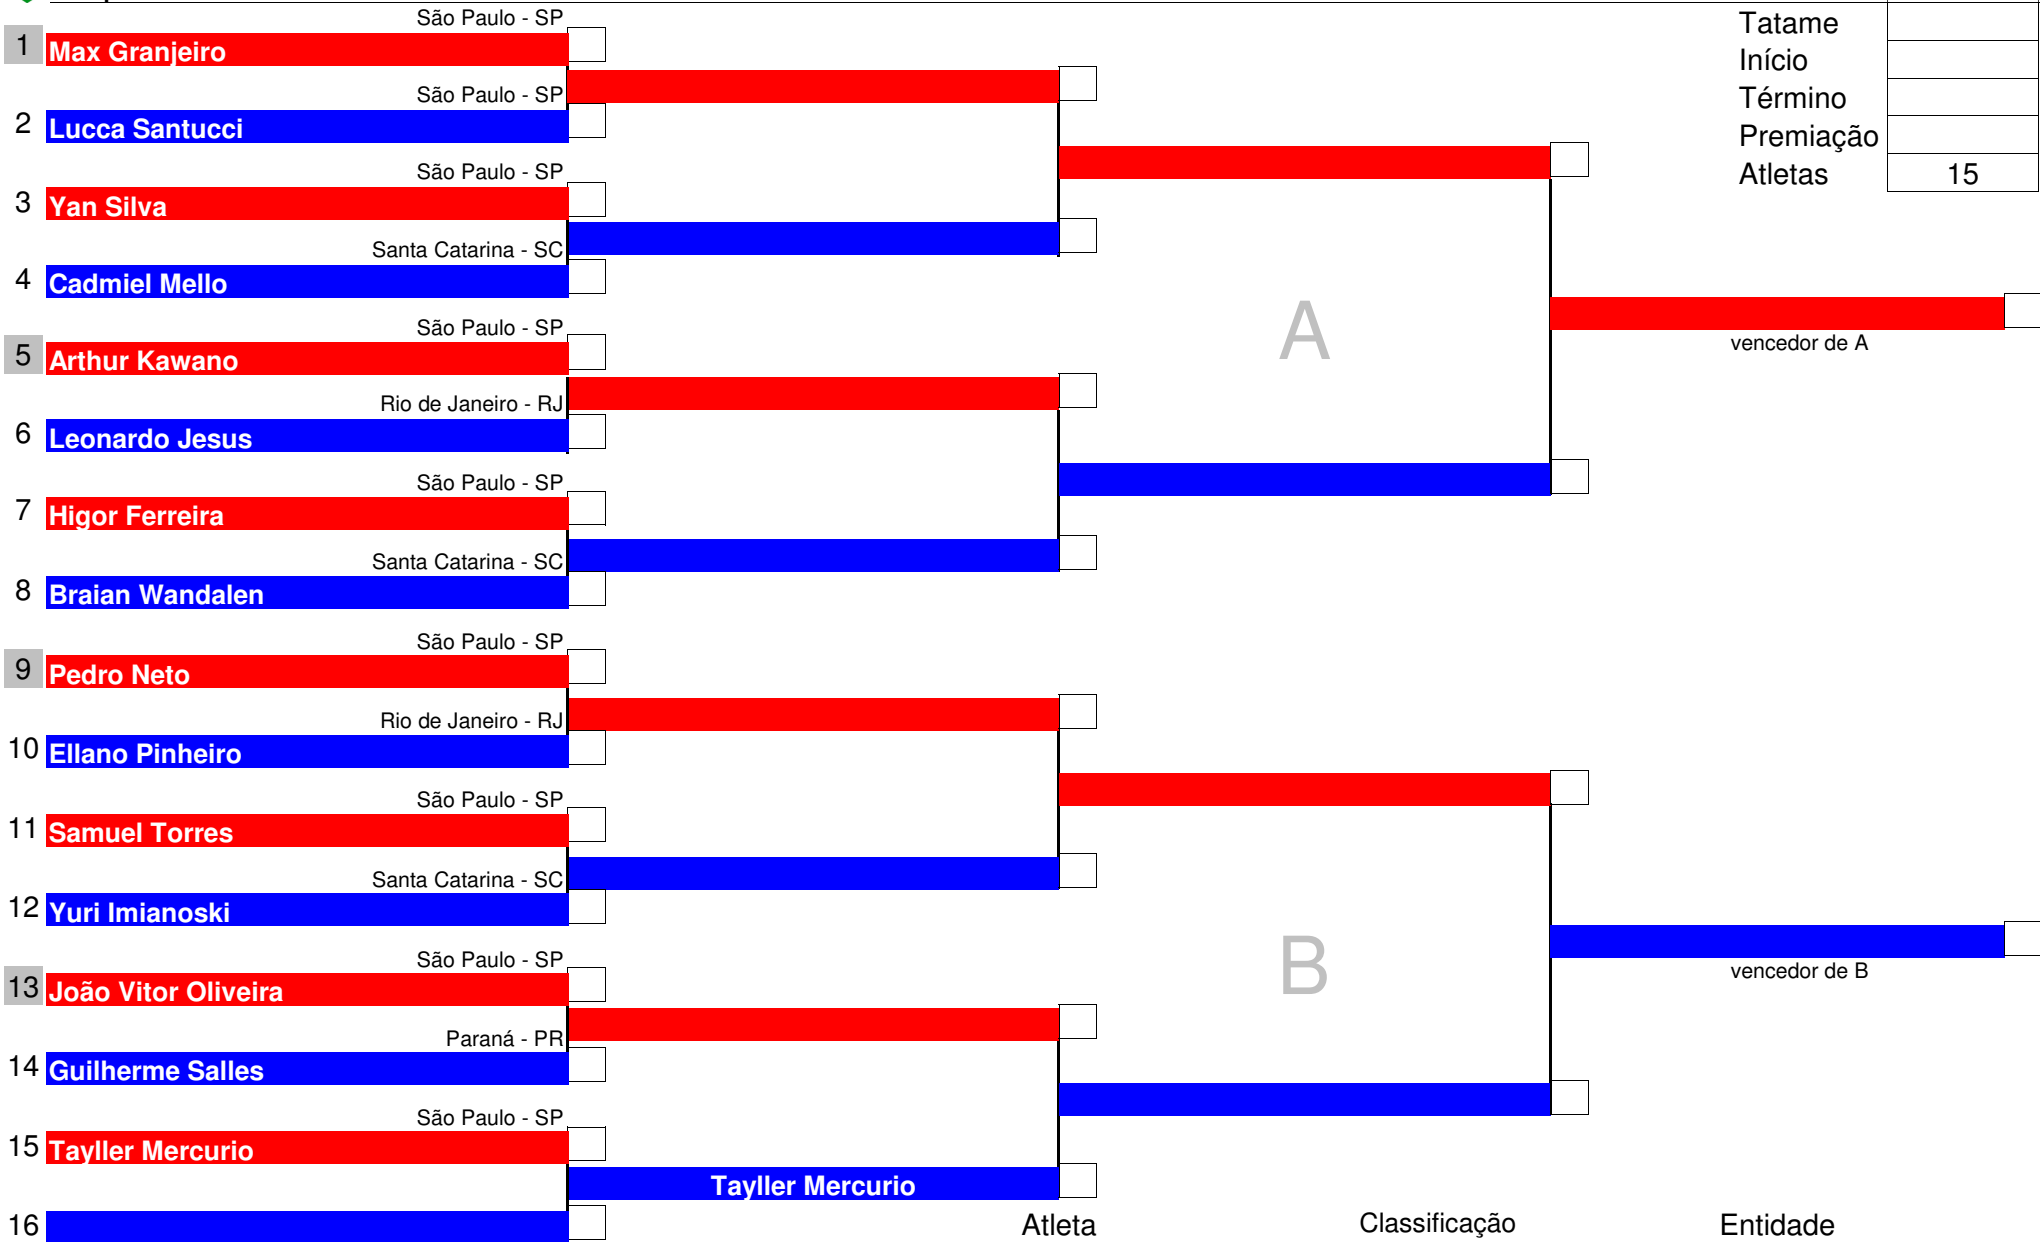 São Paulo - SP
1 Max Granjeiro
São Paulo - SP
2 Lucca Santucci
São Paulo - SP
3 Yan Silva
Santa Catarina - SC
4 Cadmiel Mello
São Paulo - SP
5 Arthur Kawano
Rio de Janeiro - RJ
6 Leonardo Jesus
São Paulo - SP
7 Higor Ferreira
Santa Catarina - SC
8 Braian Wandalen
São Paulo - SP
9 Pedro Neto
Rio de Janeiro - RJ
10 Ellano Pinheiro
São Paulo - SP
11 Samuel Torres
Santa Catarina - SC
12 Yuri Imianoski
São Paulo - SP
13 João Vitor Oliveira
Paraná - PR
14 Guilherme Salles
São Paulo - SP
15 Tayller Mercurio
16
Tayller Mercurio
A
B
vencedor de A
vencedor de B
Tatame
Início
Término
Premiação
Atletas 15
Atleta Classificação Entidade